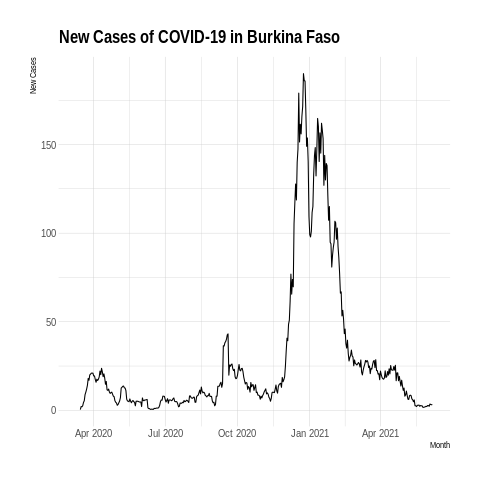 New Cases of COVID-19 in Burkina Faso
New Cases
150
100
50
0
Apr 2020 Jul 2020 Oct 2020 Jan 2021 Apr 2021
Month